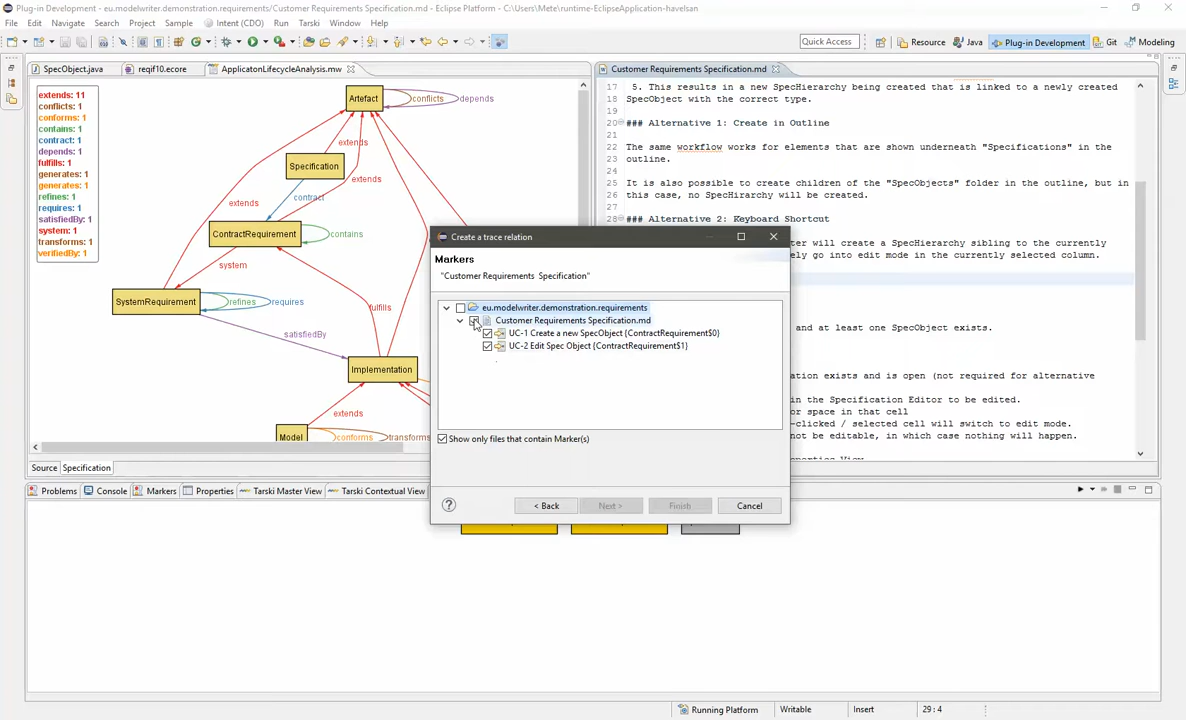 Plug-in Development - eu.modelwriter.demonstration.requirements/Customer Requirements Specification.md - Eclipse Platform - C:\Users\Mete\runtime-EclipseApplication-havelsan
File Edit Navigate Search Project Sample Intent (CDO) Run Tarski Window Help
Quick Access Resource Java Plug-in Development Git Modeling
SpecObject.java reqif10.ecore ApplicatonLifecycleAnalysis.mw
extends: 11
conflicts: 1
conforms: 1
contains: 1
contract: 1
depends: 1
fulfills: 1
generates: 1
generates: 1
refines: 1
requires: 1
satisfiedBy: 1
system: 1
transforms: 1
verifiedBy: 1
Artefact
conflicts
depends
extends
Specification
extends
extends
contract
ContractRequirement
contains
system
SystemRequirement
refines
requires
fulfills
satisfiedBy
Implementation
extends
Model
conforms
transforms
Source Specification
Customer Requirements Specification.md
17 5. This results in a new SpecHierarchy being created that is linked to a newly created
18 SpecObject with the correct type.
19
20 ### Alternative 1: Create in Outline
21
22 The same workflow works for elements that are shown underneath "Specifications" in the
23 outline.
24
25 It is also possible to create children of the "SpecObjects" folder in the outline, but in
26 this case, no SpecHierarchy will be created.
27
28 ### Alternative 2: Keyboard Shortcut
ter will create a SpecHierarchy sibling to the currently
ely go into edit mode in the currently selected column.
and at least one SpecObject exists.
ation exists and is open (not required for alternative
in the Specification Editor to be edited.
or space in that cell
-clicked / selected cell will switch to edit mode.
not be editable, in which case nothing will happen.
Create a trace relation
Markers
"Customer Requirements Specification"
eu.modelwriter.demonstration.requirements
Customer Requirements Specification.md
UC-1 Create a new SpecObject {ContractRequirement$0}
UC-2 Edit Spec Object {ContractRequirement$1}
Show only files that contain Marker(s)
? < Back Next > Finish Cancel
Problems Console Markers Properties Tarski Master View Tarski Contextual View
Running Platform Writable Insert 29 : 4